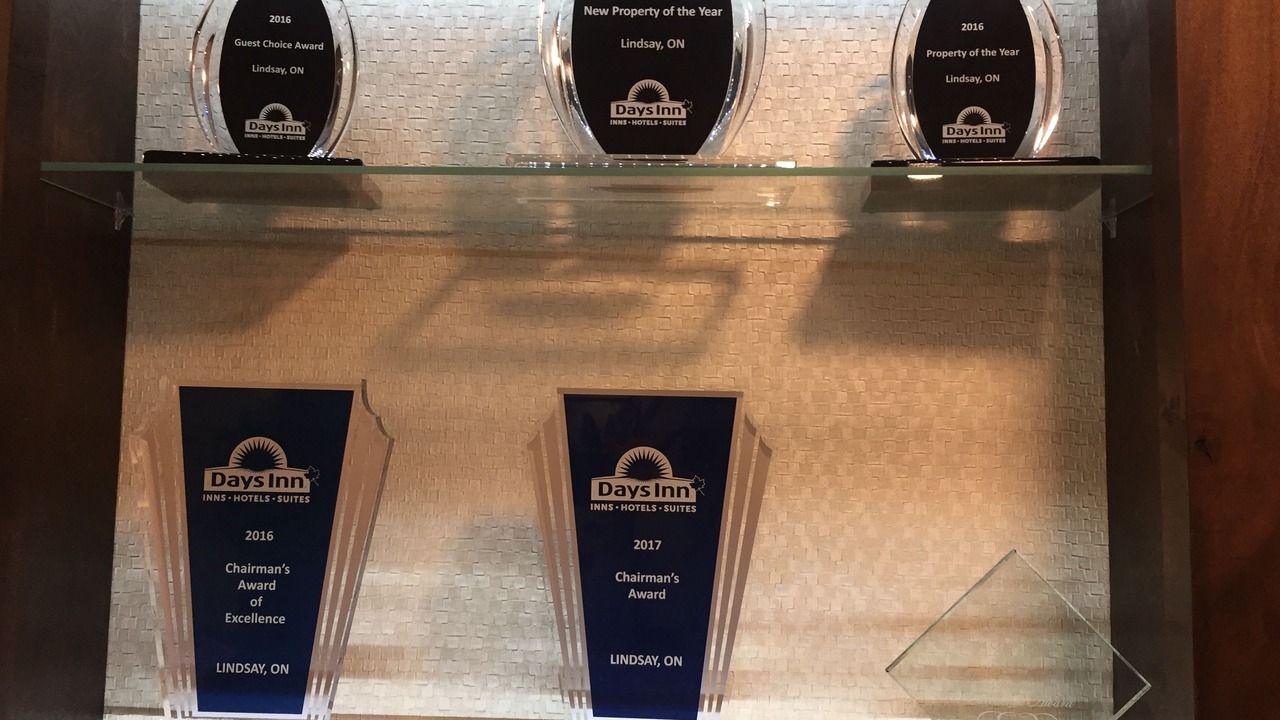 2016
Guest Choice Award
Lindsay, ON
Days Inn
INNS • HOTELS • SUITES
New Property of the Year
Lindsay, ON
Days Inn
INNS • HOTELS • SUITES
2016
Property of the Year
Lindsay, ON
Days Inn
INNS • HOTELS • SUITES
Days Inn
INNS • HOTELS • SUITES
2016
Chairman's
Award
of
Excellence
LINDSAY, ON
Days Inn
INNS • HOTELS • SUITES
2017
Chairman's
Award
LINDSAY, ON
Award